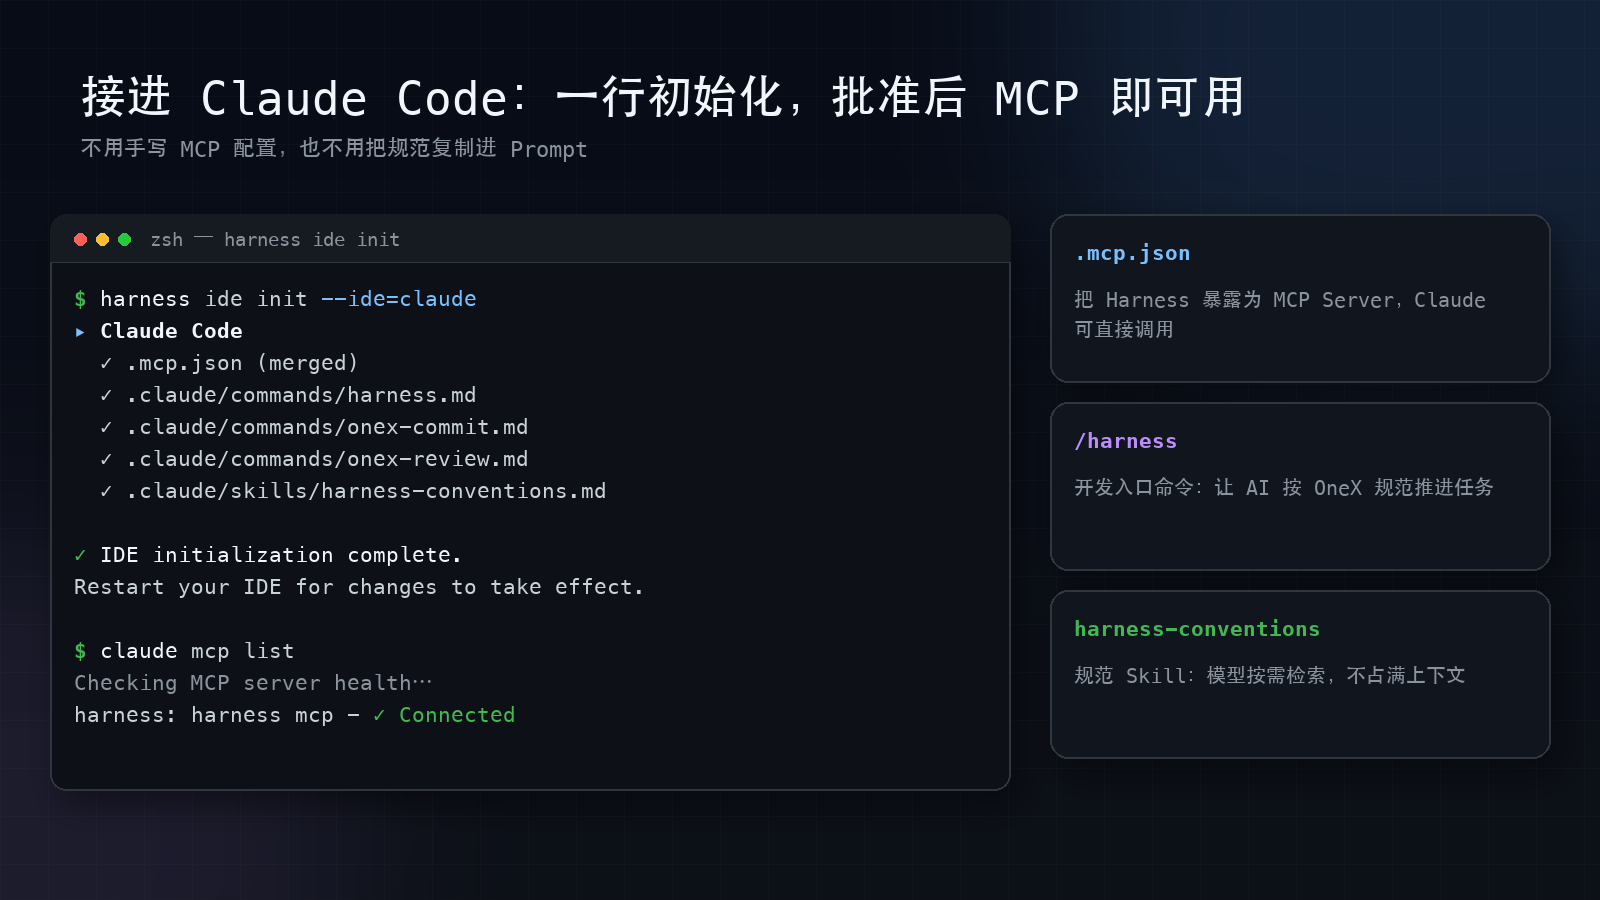 接进 Claude Code：一行初始化，批准后 MCP 即可用
不用手写 MCP 配置，也不用把规范复制进 Prompt
zsh — harness ide init
$ harness ide init --ide=claude
▸ Claude Code
✓ .mcp.json (merged)
✓ .claude/commands/harness.md
✓ .claude/commands/onex-commit.md
✓ .claude/commands/onex-review.md
✓ .claude/skills/harness-conventions.md
✓ IDE initialization complete.
Restart your IDE for changes to take effect.
$ claude mcp list
Checking MCP server health…
harness: harness mcp - ✓ Connected
.mcp.json
把 Harness 暴露为 MCP Server，Claude
可直接调用
/harness
开发入口命令：让 AI 按 OneX 规范推进任务
harness-conventions
规范 Skill：模型按需检索，不占满上下文